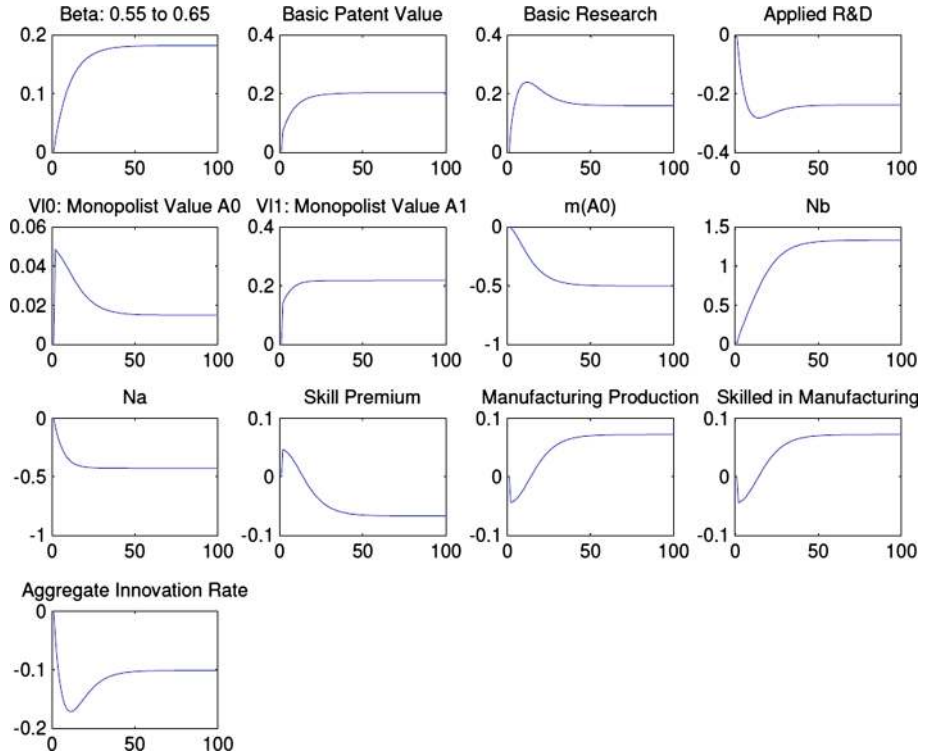 Beta: 0.55 to 0.65 Basic Patent Value Basic Research Applied R&D
0.2 0.4 0.4 0
0.1 0.2 0.2 -0.2
0 0 0 -0.4
0 50 100 0 50 100 0 50 100 0 50 100
Vl0: Monopolist Value A0 Vl1: Monopolist Value A1 m(A0) Nb
0.06 0.4 0 1.5
0.04 0.2 -0.5 1
0.02 0.5
0 0 -1 0
0 50 100 0 50 100 0 50 100 0 50 100
Na Skill Premium Manufacturing Production Skilled in Manufacturing
0 0.1 0.1 0.1
-0.5 0 0 0
-1 -0.1 -0.1 -0.1
0 50 100 0 50 100 0 50 100 0 50 100
Aggregate Innovation Rate
0
-0.1
-0.2
0 50 100